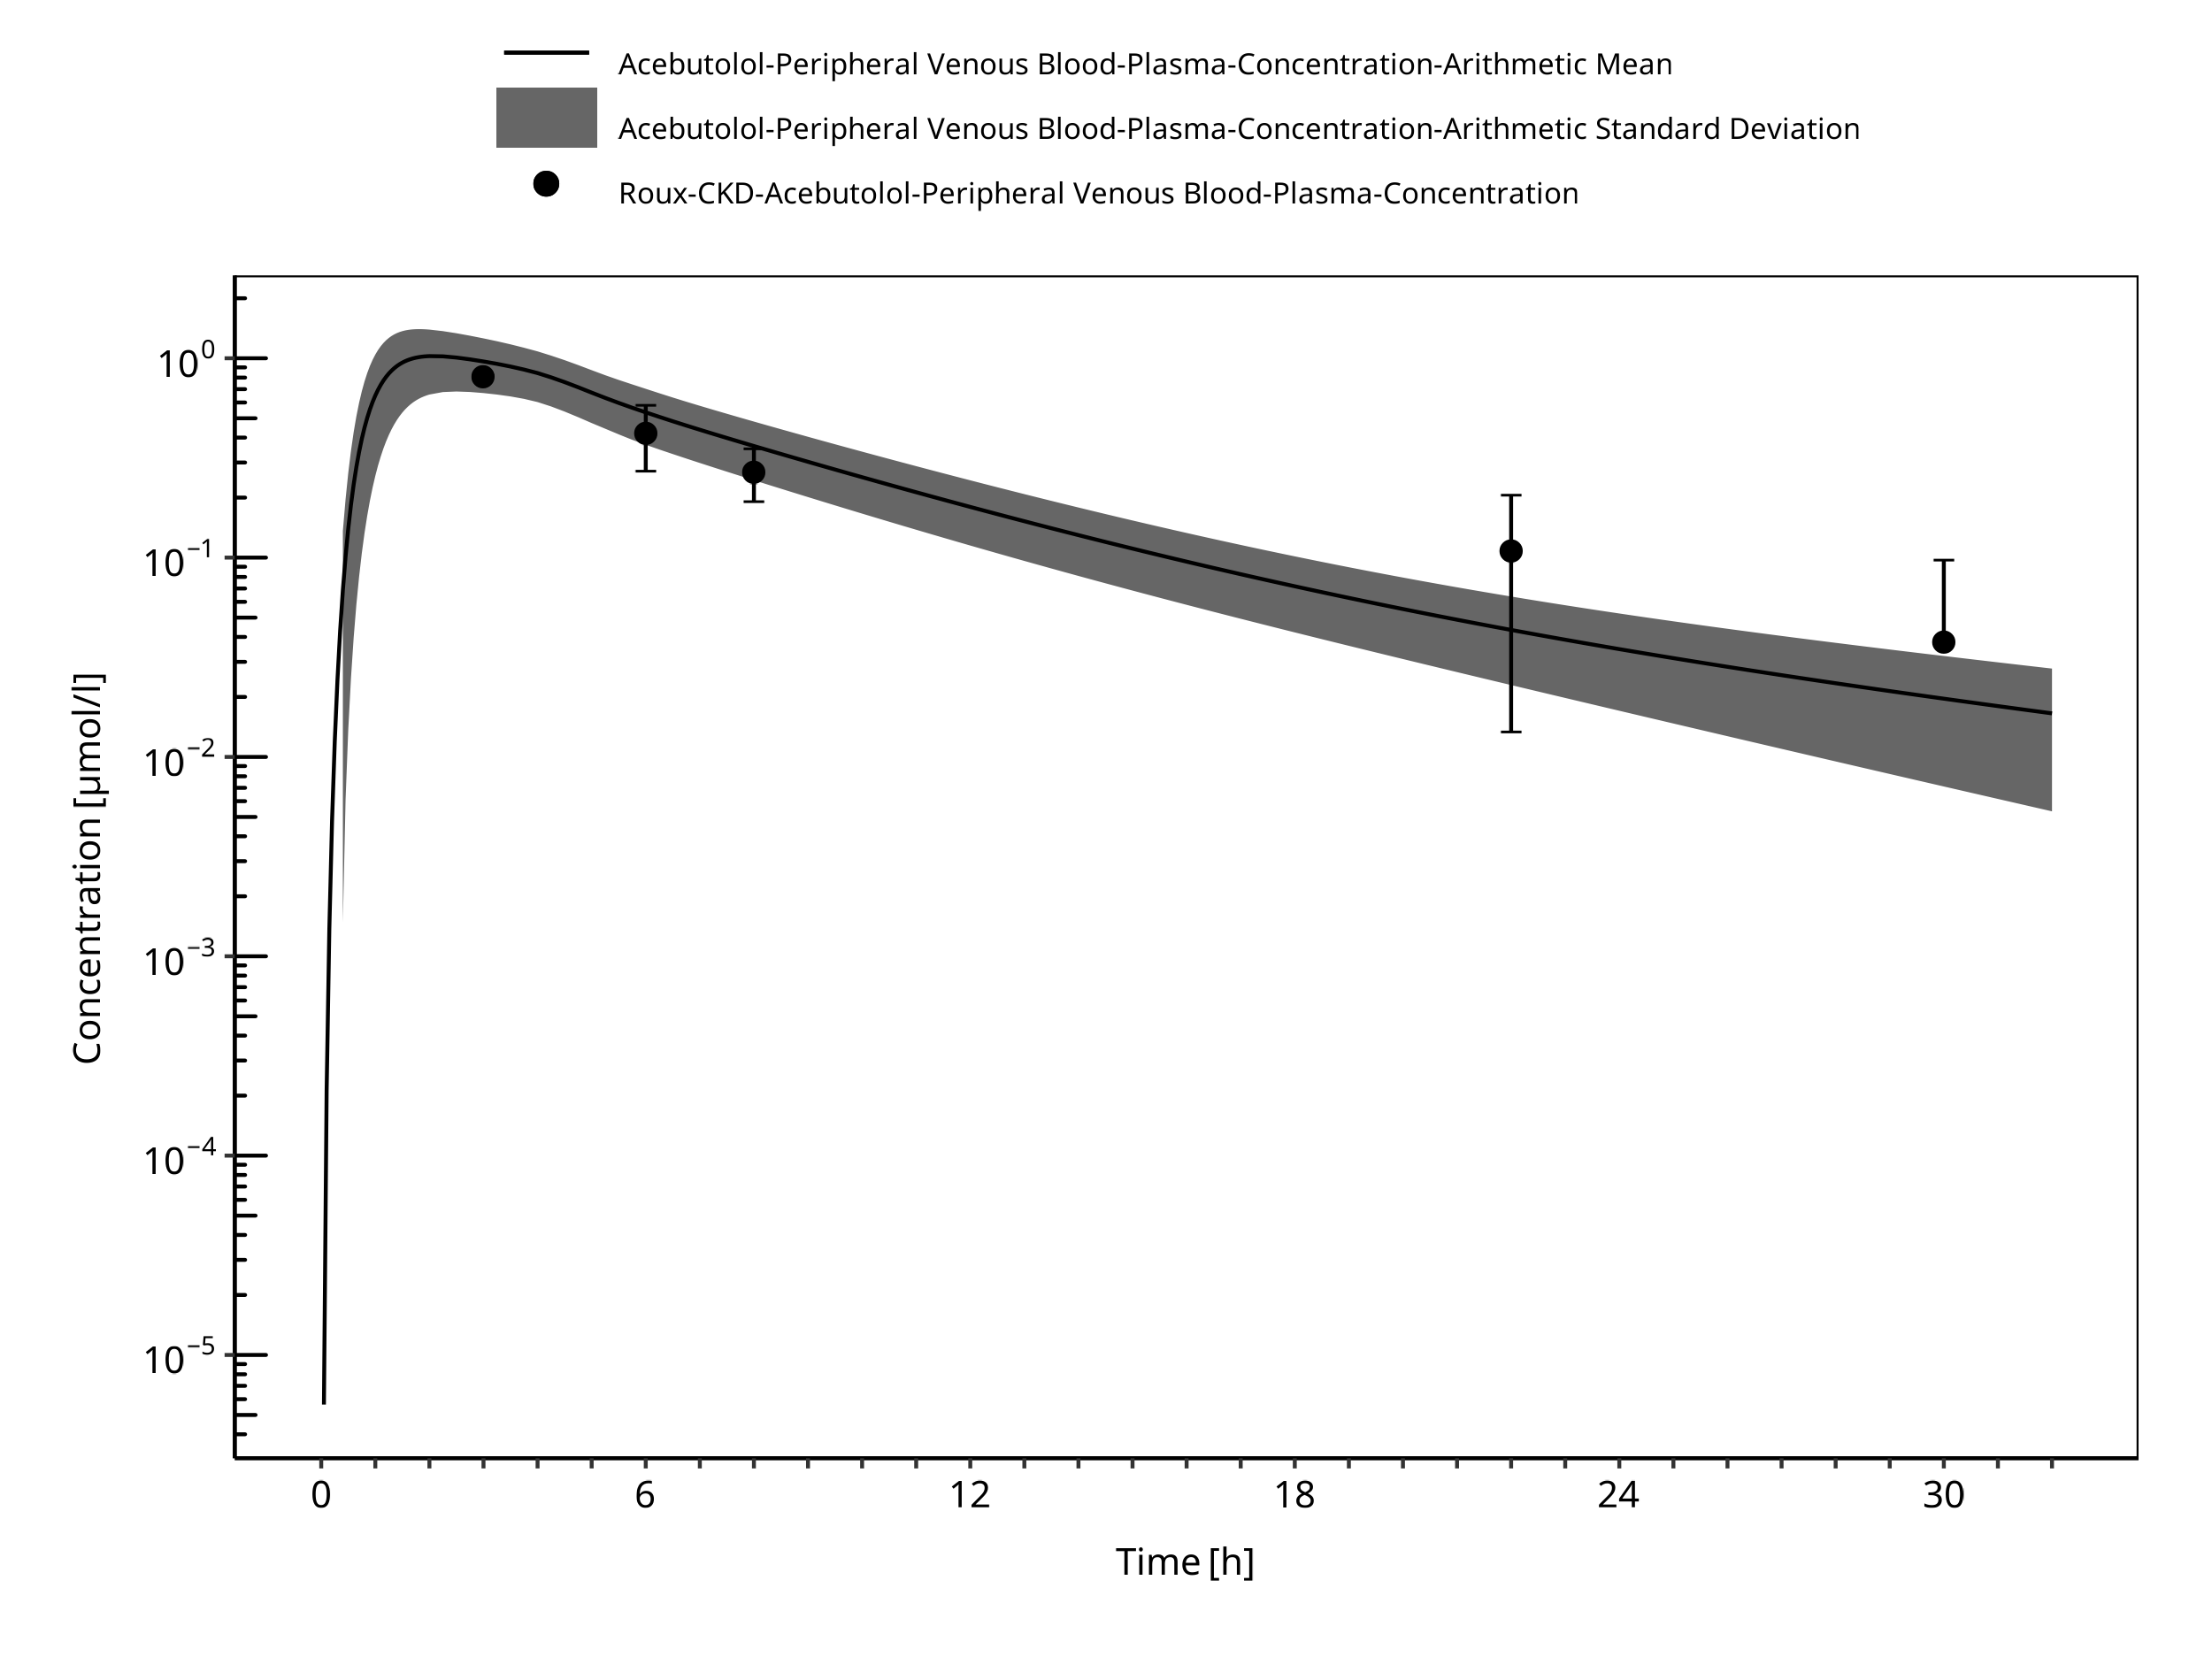 Acebutolol-Peripheral Venous Blood-Plasma-Concentration-Arithmetic Mean
Acebutolol-Peripheral Venous Blood-Plasma-Concentration-Arithmetic Standard Deviation
Roux-CKD-Acebutolol-Peripheral Venous Blood-Plasma-Concentration
Concentration [µmol/l]
10⁰
10⁻¹
10⁻²
10⁻³
10⁻⁴
10⁻⁵
0 6 12 18 24 30
Time [h]